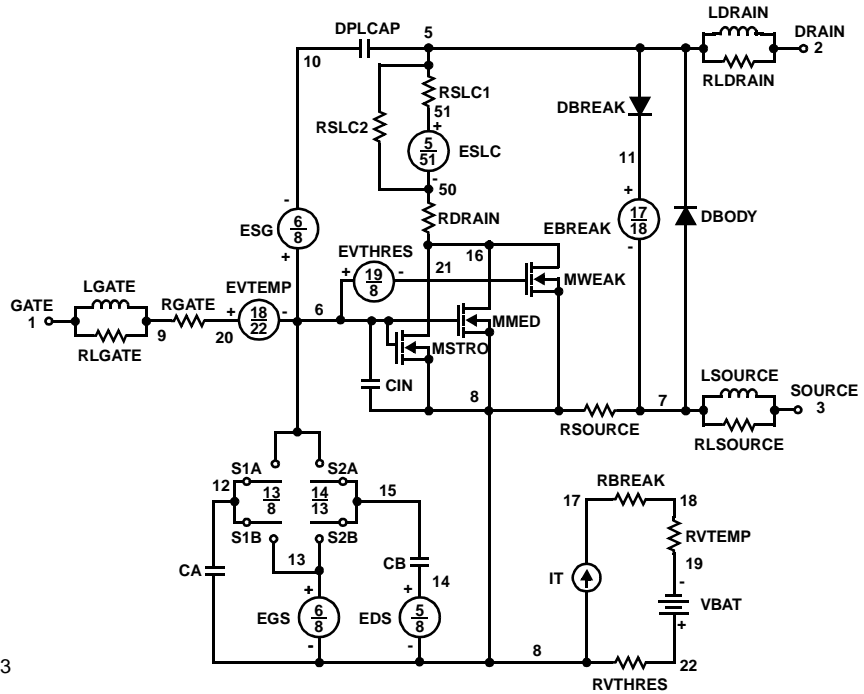 LDRAIN
DPLCAP 5 DRAIN
10 2
RLDRAIN
RSLC1
DBREAK
51
RSLC2 +
5
51
ESLC
-
50 11
- +
RDRAIN 17
18
6
8
ESG EBREAK DBODY
EVTHRES 16 -
+ + 19
8
- 21 MWEAK
LGATE EVTEMP
GATE RGATE + 18
22
- 6 MMED
1 9 20
RLGATE MSTRO
LSOURCE
CIN 8 7 SOURCE
3
RSOURCE
RLSOURCE
S1A S2A
12 13
8
14
13
15 17 RBREAK 18
S1B S2B RVTEMP
13 CB 19
CA 14 IT -
+ + VBAT
EGS 6
8
EDS 5
8
+
- - 8 22
RVTHRES
3